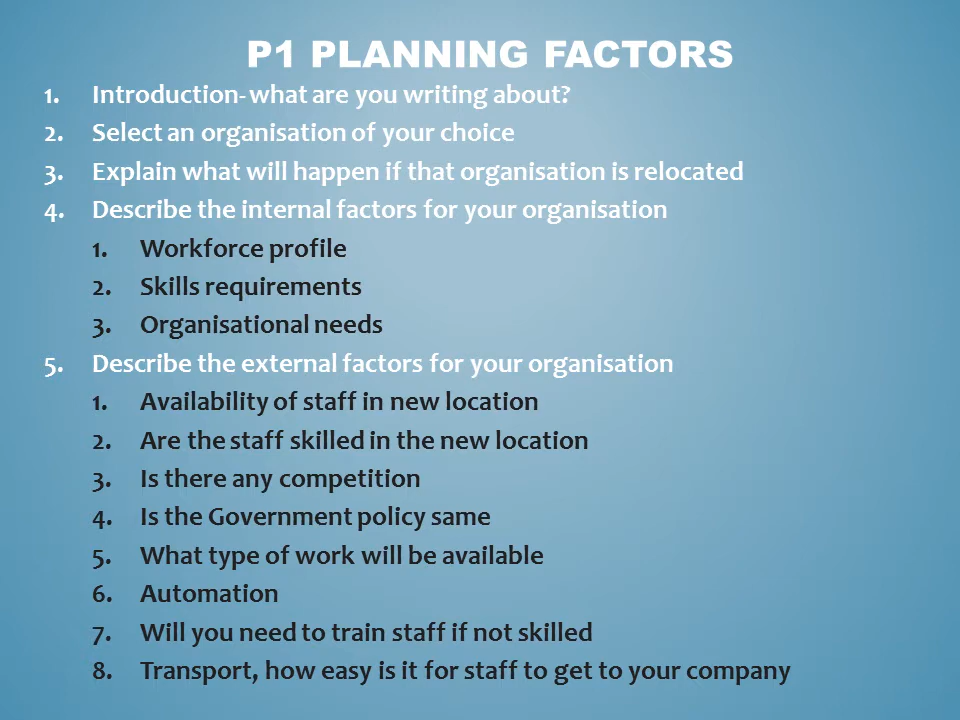 P1 PLANNING FACTORS
1. Introduction- what are you writing about?
2. Select an organisation of your choice
3. Explain what will happen if that organisation is relocated
4. Describe the internal factors for your organisation
1. Workforce profile
2. Skills requirements
3. Organisational needs
5. Describe the external factors for your organisation
1. Availability of staff in new location
2. Are the staff skilled in the new location
3. Is there any competition
4. Is the Government policy same
5. What type of work will be available
6. Automation
7. Will you need to train staff if not skilled
8. Transport, how easy is it for staff to get to your company